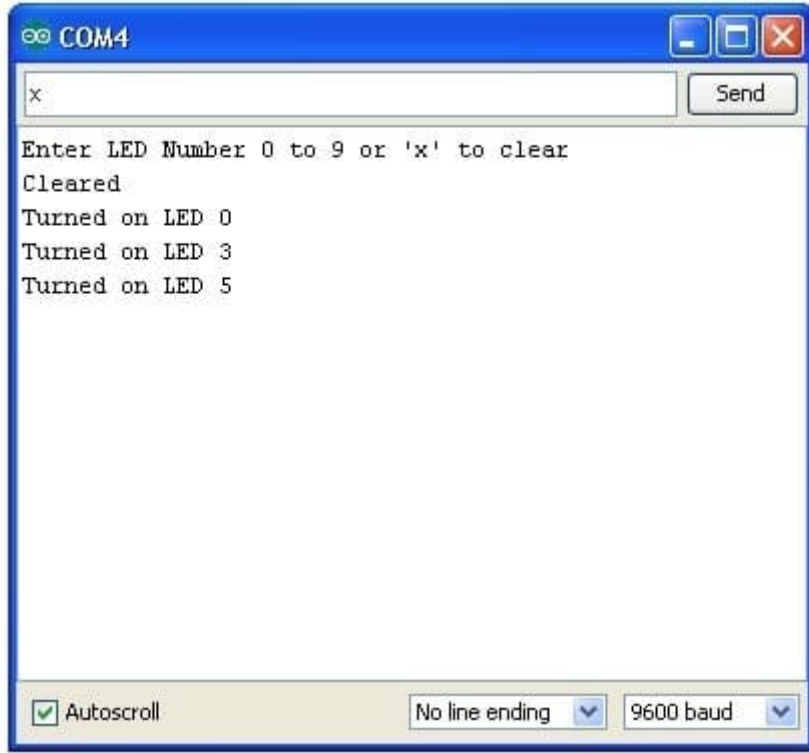 COM4
x
Send
Enter LED Number 0 to 9 or 'x' to clear
Cleared
Turned on LED 0
Turned on LED 3
Turned on LED 5
Autoscroll
No line ending
9600 baud